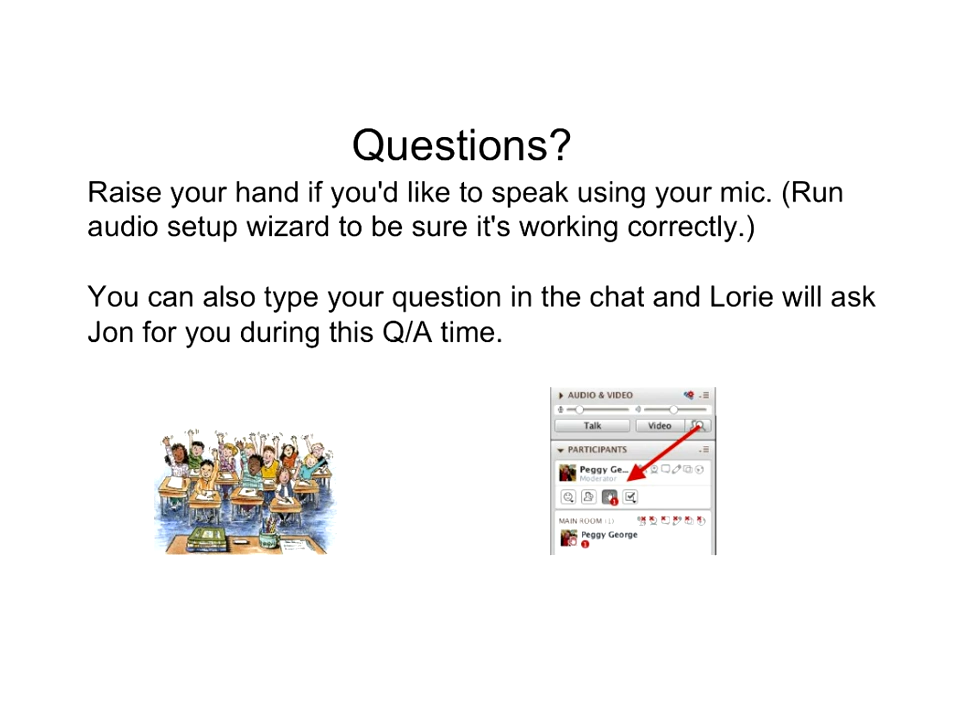 Questions?
Raise your hand if you'd like to speak using your mic. (Run
audio setup wizard to be sure it's working correctly.)
You can also type your question in the chat and Lorie will ask
Jon for you during this Q/A time.
AUDIO & VIDEO
Talk Video
PARTICIPANTS
Peggy Ge...
Moderator
MAIN ROOM (1)
Peggy George
1